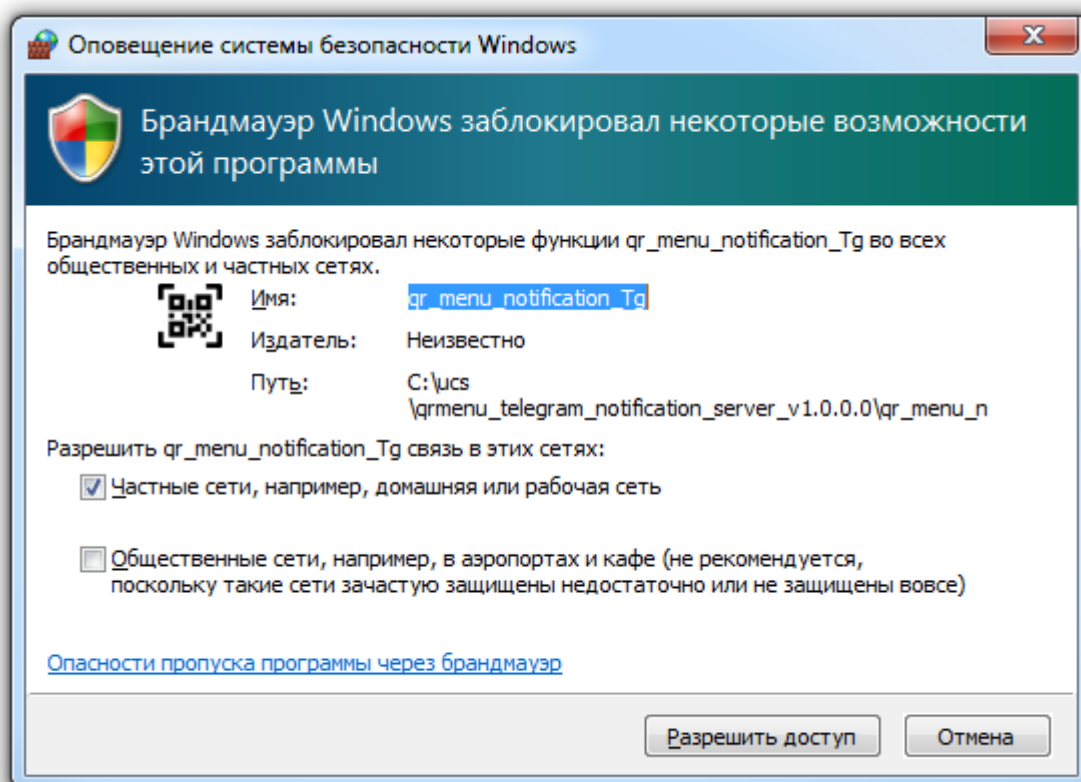 Оповещение системы безопасности Windows
Брандмауэр Windows заблокировал некоторые возможности
этой программы
Брандмауэр Windows заблокировал некоторые функции qr_menu_notification_Tg во всех
общественных и частных сетях.
Имя: qr_menu_notification_Tg
Издатель: Неизвестно
Путь: C:\ucs
\qrmenu_telegram_notification_server_v1.0.0.0\qr_menu_n
Разрешить qr_menu_notification_Tg связь в этих сетях:
Частные сети, например, домашняя или рабочая сеть
Общественные сети, например, в аэропортах и кафе (не рекомендуется,
поскольку такие сети зачастую защищены недостаточно или не защищены вовсе)
Опасности пропуска программы через брандмауэр
Разрешить доступ Отмена